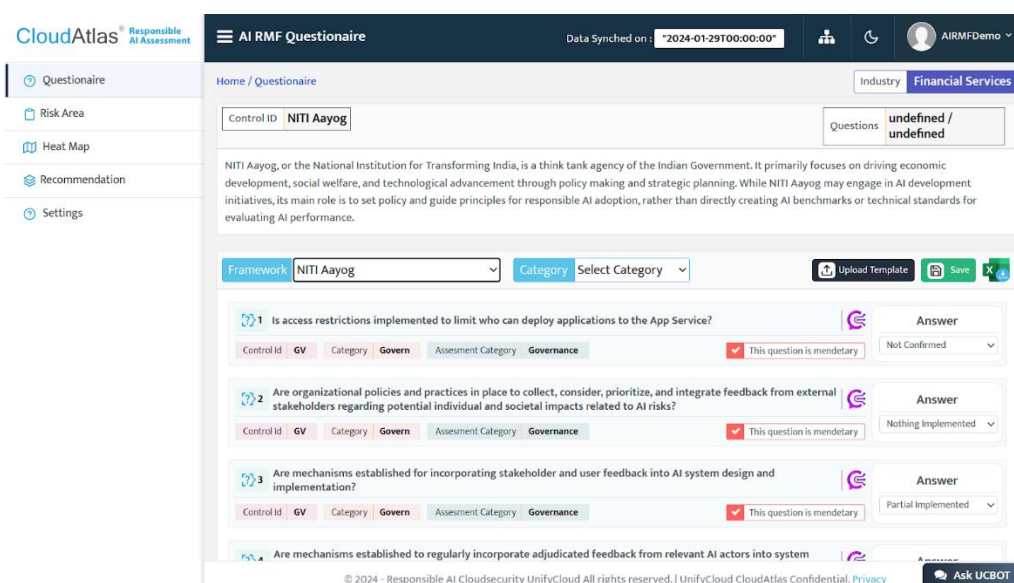 CloudAtlas® Responsible AI Assessment
AI RMF Questionaire
Data Synched on : "2024-01-29T00:00:00"
AIRMFDemo
Questionaire
Risk Area
Heat Map
Recommendation
Settings
Home / Questionaire
Industry Financial Services
Control ID NITI Aayog
Questions undefined /
undefined
NITI Aayog, or the National Institution for Transforming India, is a think tank agency of the Indian Government. It primarily focuses on driving economic
development, social welfare, and technological advancement through policy making and strategic planning. While NITI Aayog may engage in AI development
initiatives, its main role is to set policy and guide principles for responsible AI adoption, rather than directly creating AI benchmarks or technical standards for
evaluating AI performance.
Framework NITI Aayog
Category Select Category
Upload Template
Save
1 Is access restrictions implemented to limit who can deploy applications to the App Service?
Control Id GV Category Govern Assesment Category Governance
This question is mendetary
Answer
Not Confirmed
2 Are organizational policies and practices in place to collect, consider, prioritize, and integrate feedback from external
stakeholders regarding potential individual and societal impacts related to AI risks?
Control Id GV Category Govern Assesment Category Governance
This question is mendetary
Answer
Nothing Implemented
3 Are mechanisms established for incorporating stakeholder and user feedback into AI system design and
implementation?
Control Id GV Category Govern Assesment Category Governance
This question is mendetary
Answer
Partial Implemented
4 Are mechanisms established to regularly incorporate adjudicated feedback from relevant AI actors into system
Answer
© 2024 - Responsible AI Cloudsecurity UnifyCloud All rights reserved. | UnifyCloud CloudAtlas Confidential. Privacy
Ask UCBOT